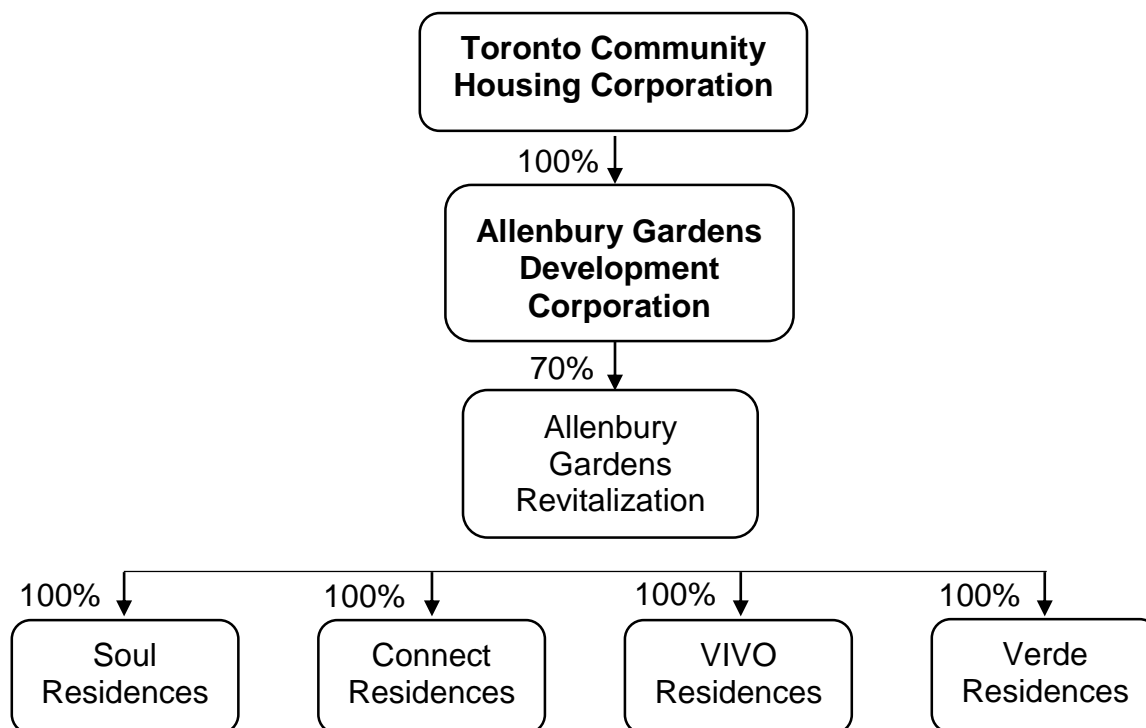 Toronto Community
Housing Corporation
100%
Allenbury Gardens
Development
Corporation
70%
Allenbury
Gardens
Revitalization
100%
100%
100%
100%
Soul
Residences
Connect
Residences
VIVO
Residences
Verde
Residences